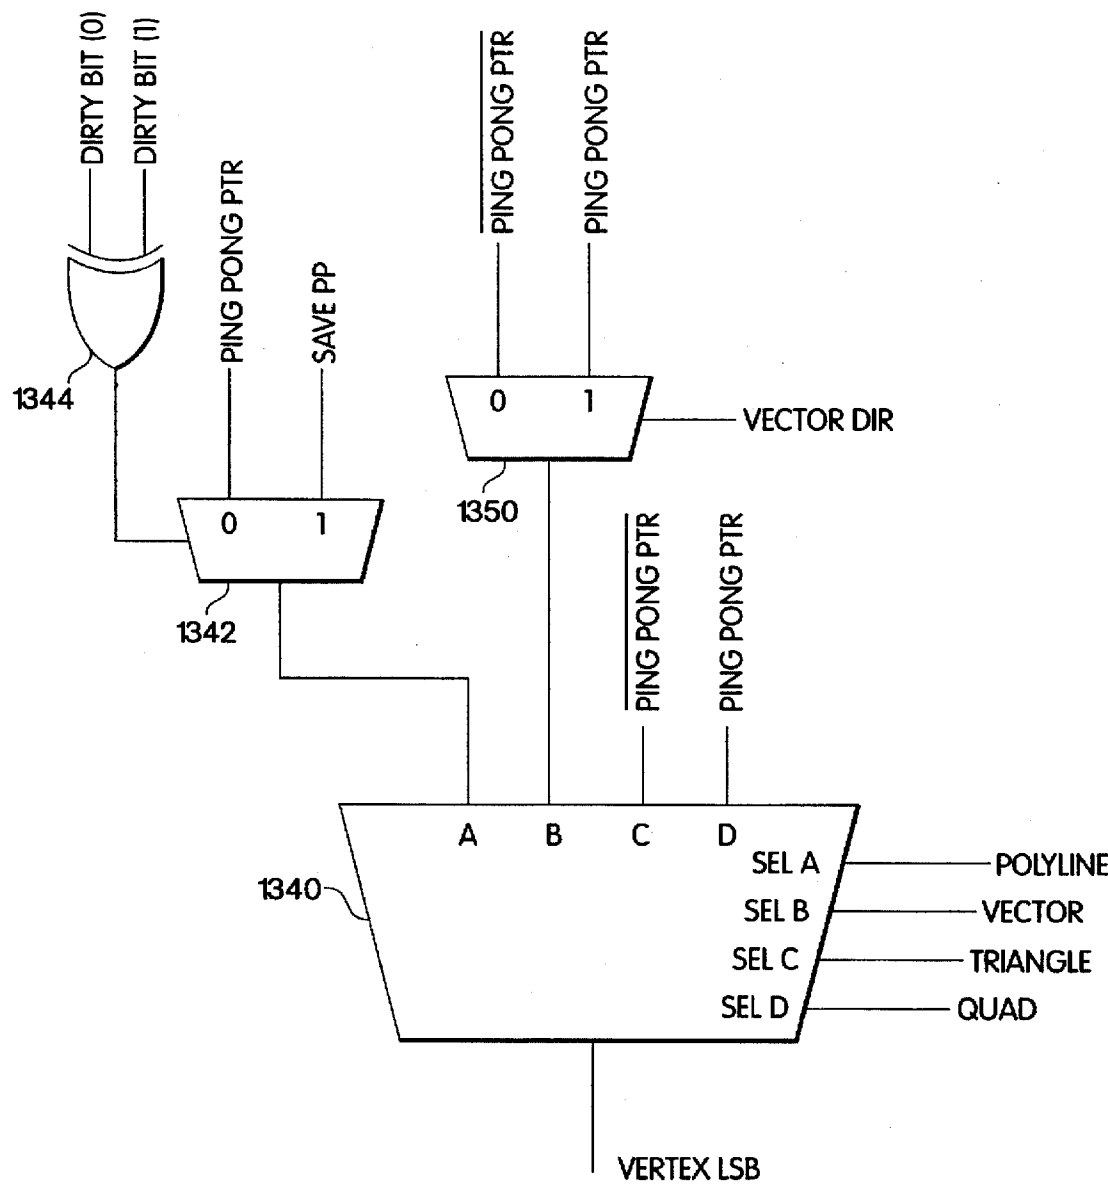 DIRTY BIT (0)
DIRTY BIT (1)
PING PONG PTR
SAVE PP
PING PONG PTR
PING PONG PTR
1344
0 1
VECTOR DIR
1350
0 1
1342
PING PONG PTR
PING PONG PTR
A B C D
SEL A
POLYLINE
1340
SEL B
VECTOR
SEL C
TRIANGLE
SEL D
QUAD
VERTEX LSB